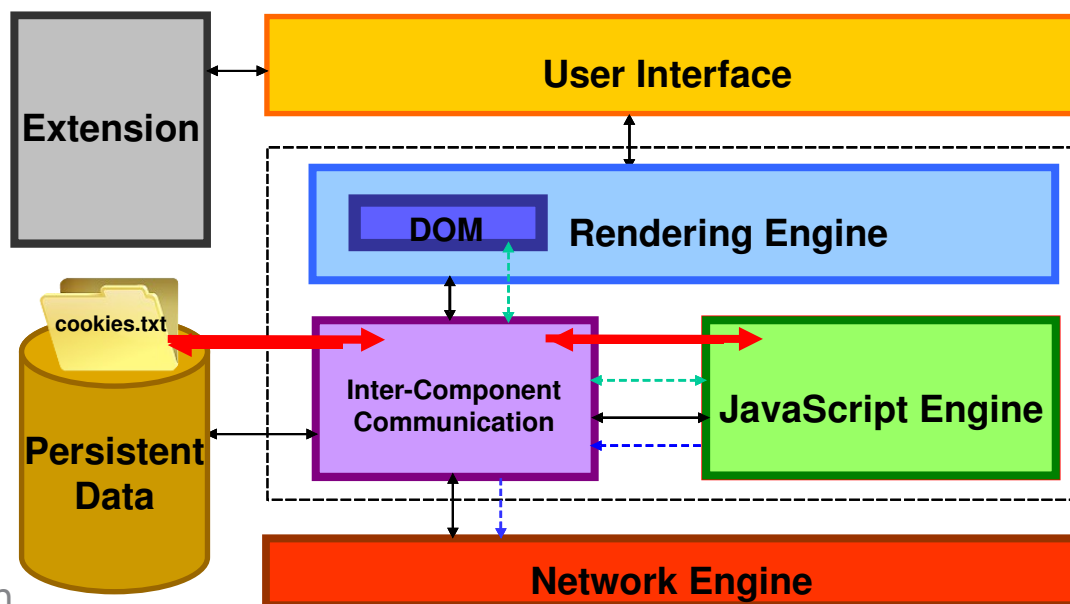 User Interface
Extension
DOM
Rendering Engine
cookies.txt
Inter-Component
Communication
JavaScript Engine
Persistent
Data
Network Engine
n